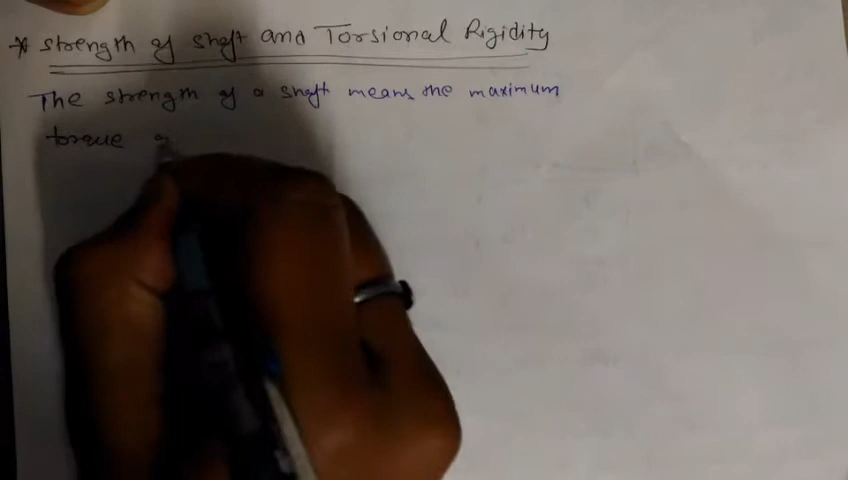 * Strength of shaft and Torsional Rigidity
The strength of a shaft means the maximum
torque